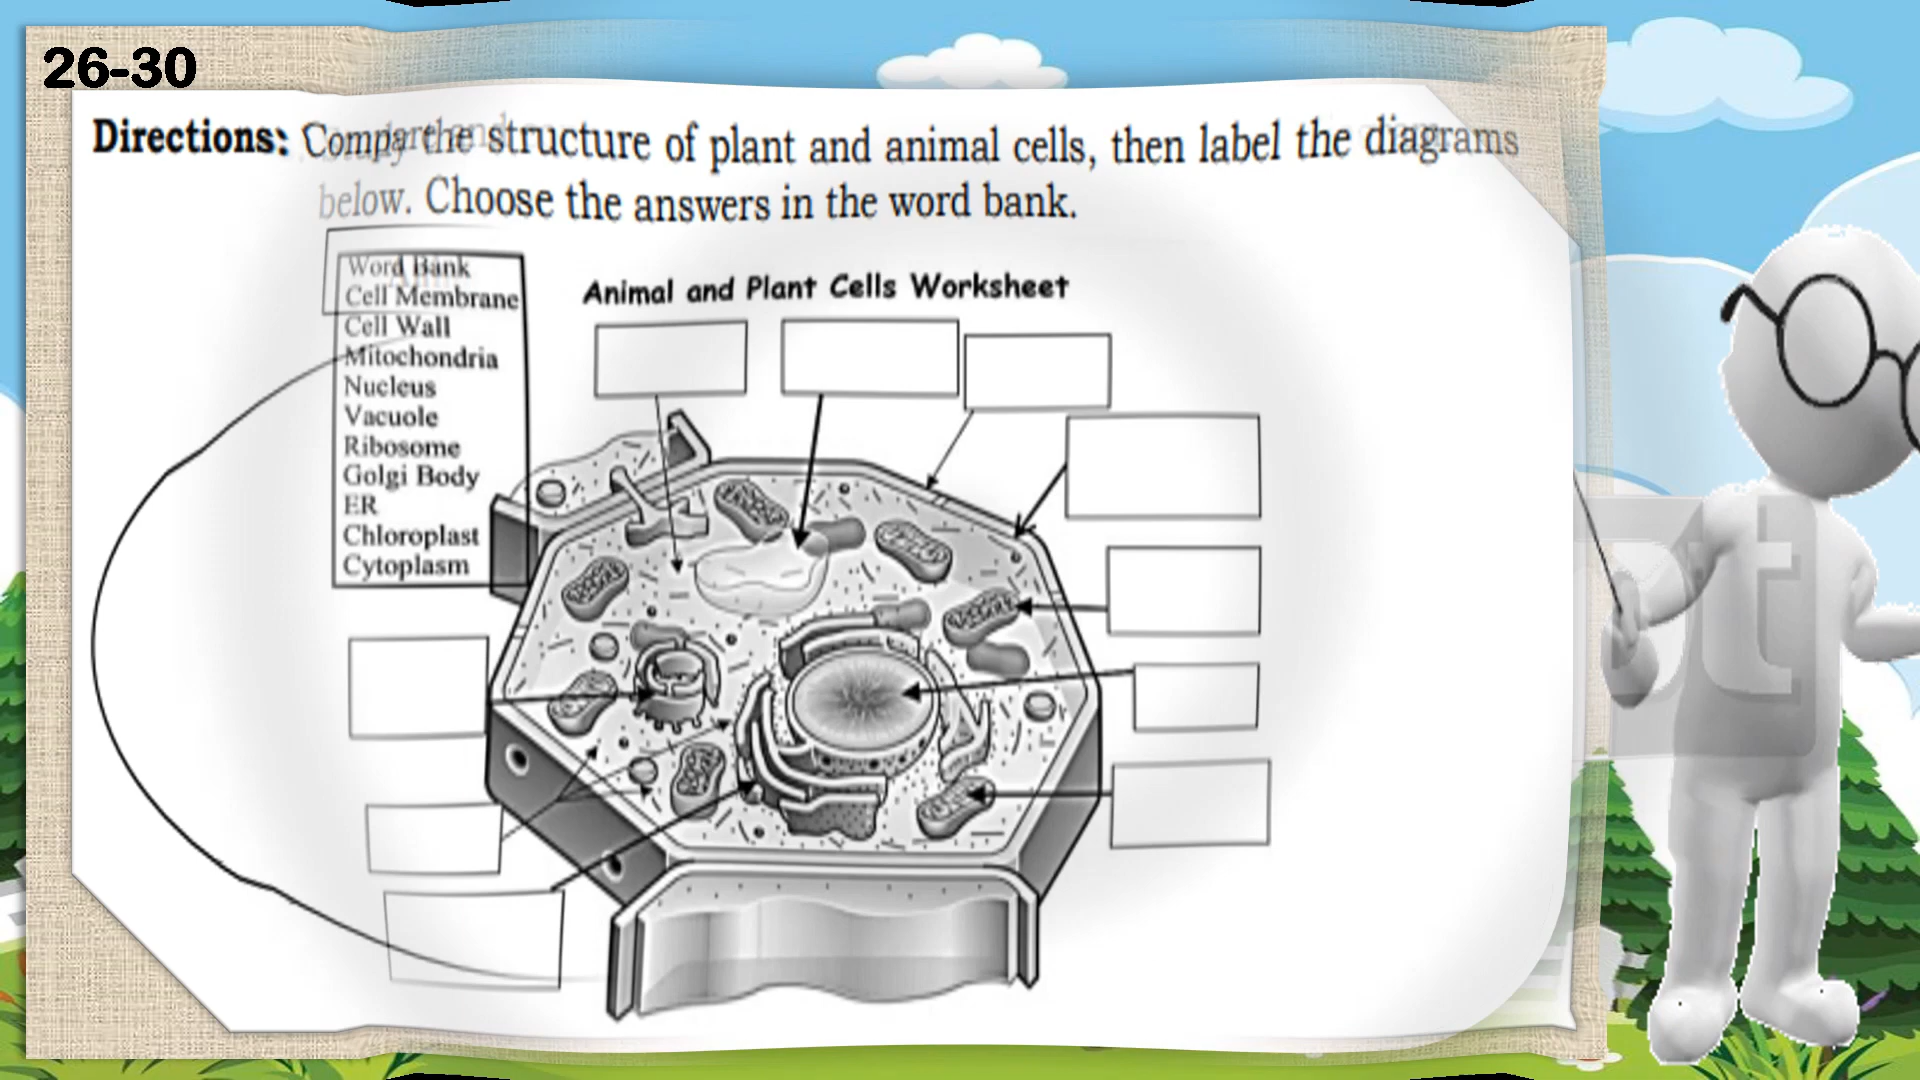 26-30
Directions: Compare the structure of plant and animal cells, then label the diagrams
below. Choose the answers in the word bank.
Word Bank
Cell Membrane
Cell Wall
Mitochondria
Nucleus
Vacuole
Ribosome
Golgi Body
ER
Chloroplast
Cytoplasm
Animal and Plant Cells Worksheet